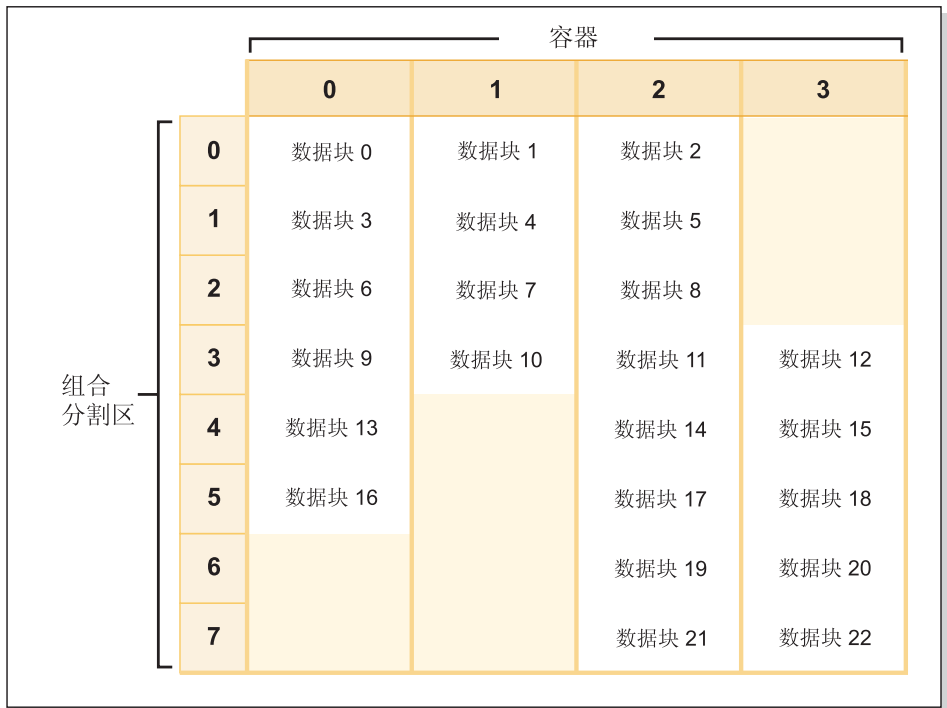 容器
0 1 2 3
0 数据块 0 数据块 1 数据块 2
1 数据块 3 数据块 4 数据块 5
2 数据块 6 数据块 7 数据块 8
3 数据块 9 数据块 10 数据块 11 数据块 12
组合
分割区
4 数据块 13 数据块 14 数据块 15
5 数据块 16 数据块 17 数据块 18
6 数据块 19 数据块 20
7 数据块 21 数据块 22